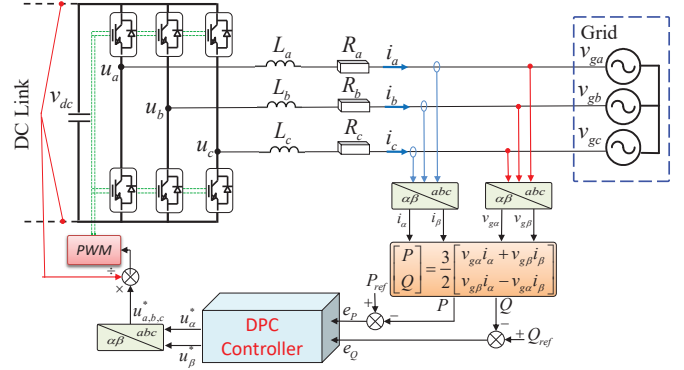 DC Link
v_dc
u_a
u_b
u_c
L_a
L_b
L_c
R_a
R_b
R_c
i_a
i_b
i_c
Grid
v_ga
v_gb
v_gc
αβ abc
αβ abc
i_α
i_β
v_gα
v_gβ
[P Q] = 3/2 [v_gα i_α + v_gβ i_β
v_gβ i_α − v_gα i_β]
PWM
÷
×
u*_a,b,c
αβ abc
u*_α
u*_β
DPC
Controller
e_P
e_Q
P_ref
+
−
P
Q
−
± Q_ref